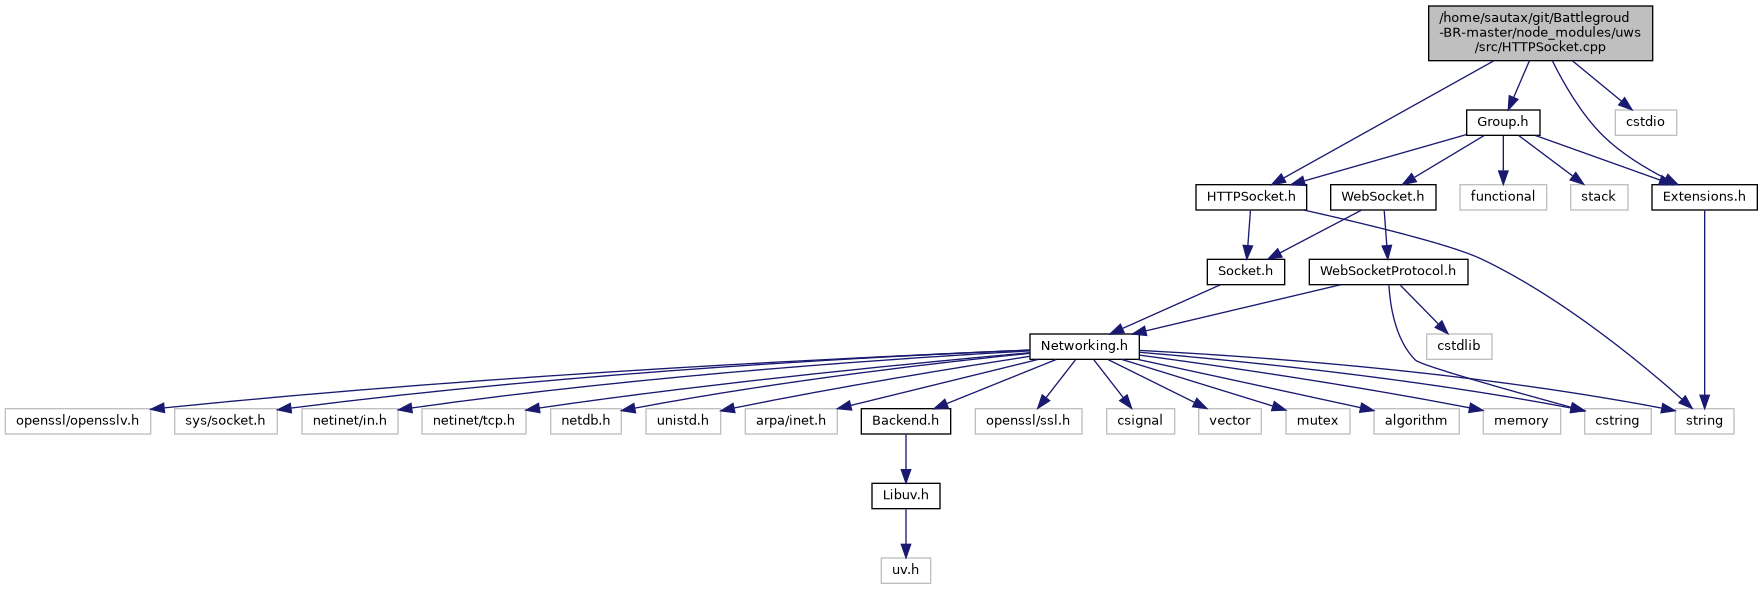 /home/sautax/git/Battlegroud
-BR-master/node_modules/uws
/src/HTTPSocket.cpp
Group.h
cstdio
HTTPSocket.h
WebSocket.h
functional
stack
Extensions.h
Socket.h
WebSocketProtocol.h
Networking.h
cstdlib
openssl/opensslv.h
sys/socket.h
netinet/in.h
netinet/tcp.h
netdb.h
unistd.h
arpa/inet.h
Backend.h
openssl/ssl.h
csignal
vector
mutex
algorithm
memory
cstring
string
Libuv.h
uv.h